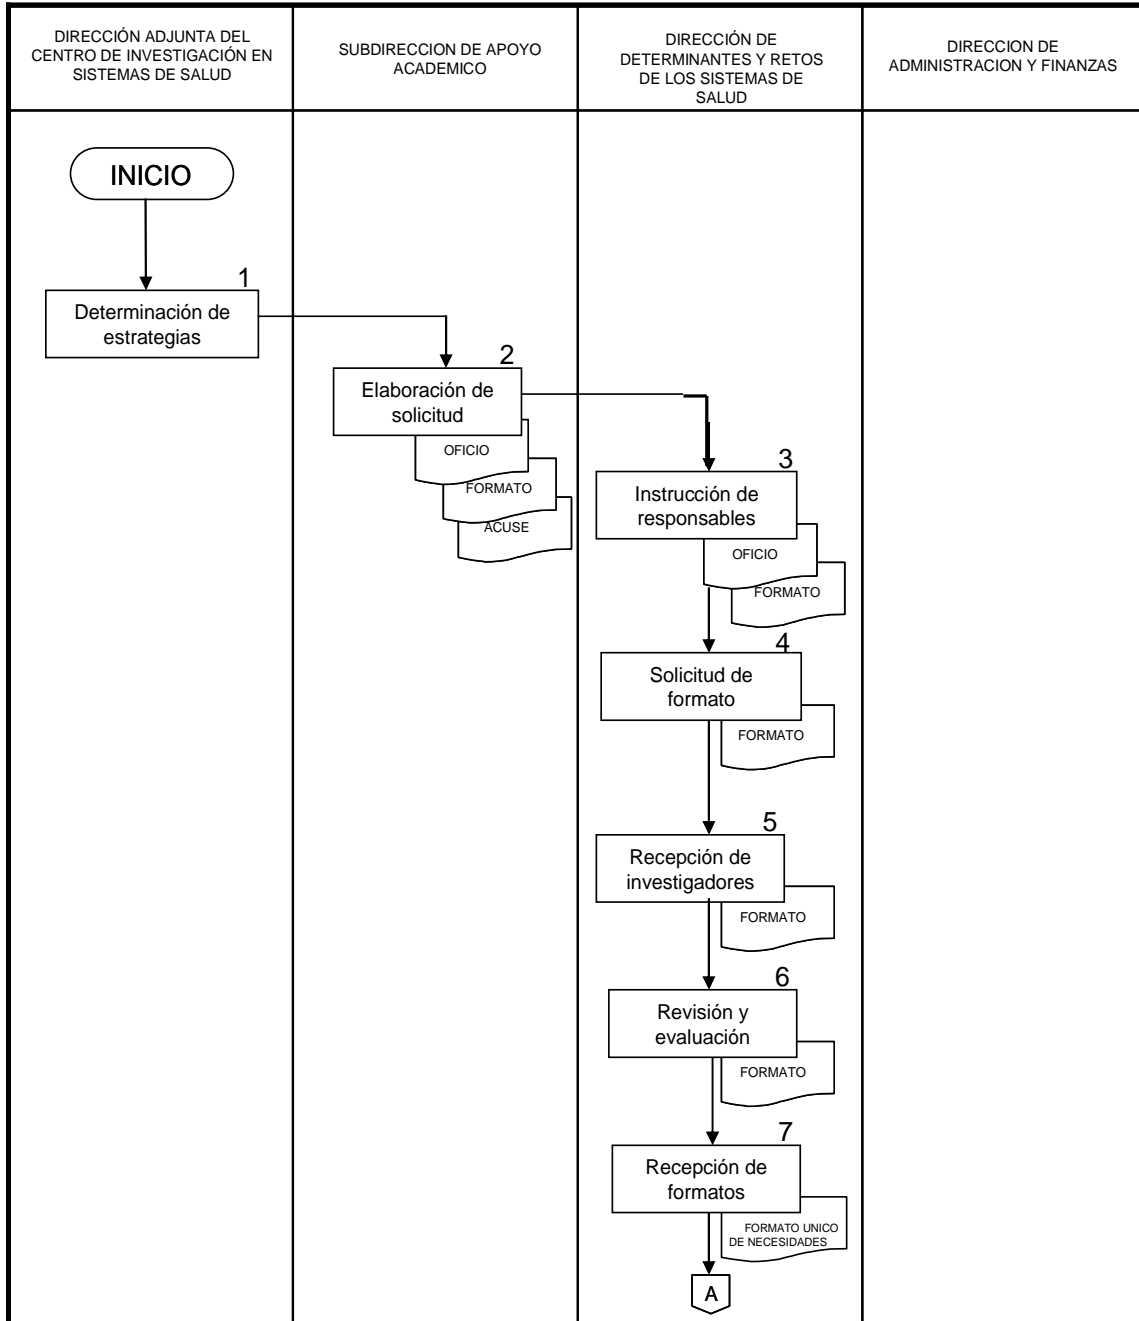 DIRECCIÓN ADJUNTA DEL
CENTRO DE INVESTIGACIÓN EN
SISTEMAS DE SALUD
SUBDIRECCION DE APOYO
ACADEMICO
DIRECCIÓN DE
DETERMINANTES Y RETOS
DE LOS SISTEMAS DE
SALUD
DIRECCION DE
ADMINISTRACION Y FINANZAS
INICIO
1
Determinación de
estrategias
2
Elaboración de
solicitud
OFICIO
FORMATO
ACUSE
3
Instrucción de
responsables
OFICIO
FORMATO
4
Solicitud de
formato
FORMATO
5
Recepción de
investigadores
FORMATO
6
Revisión y
evaluación
FORMATO
7
Recepción de
formatos
FORMATO UNICO
DE NECESIDADES
A